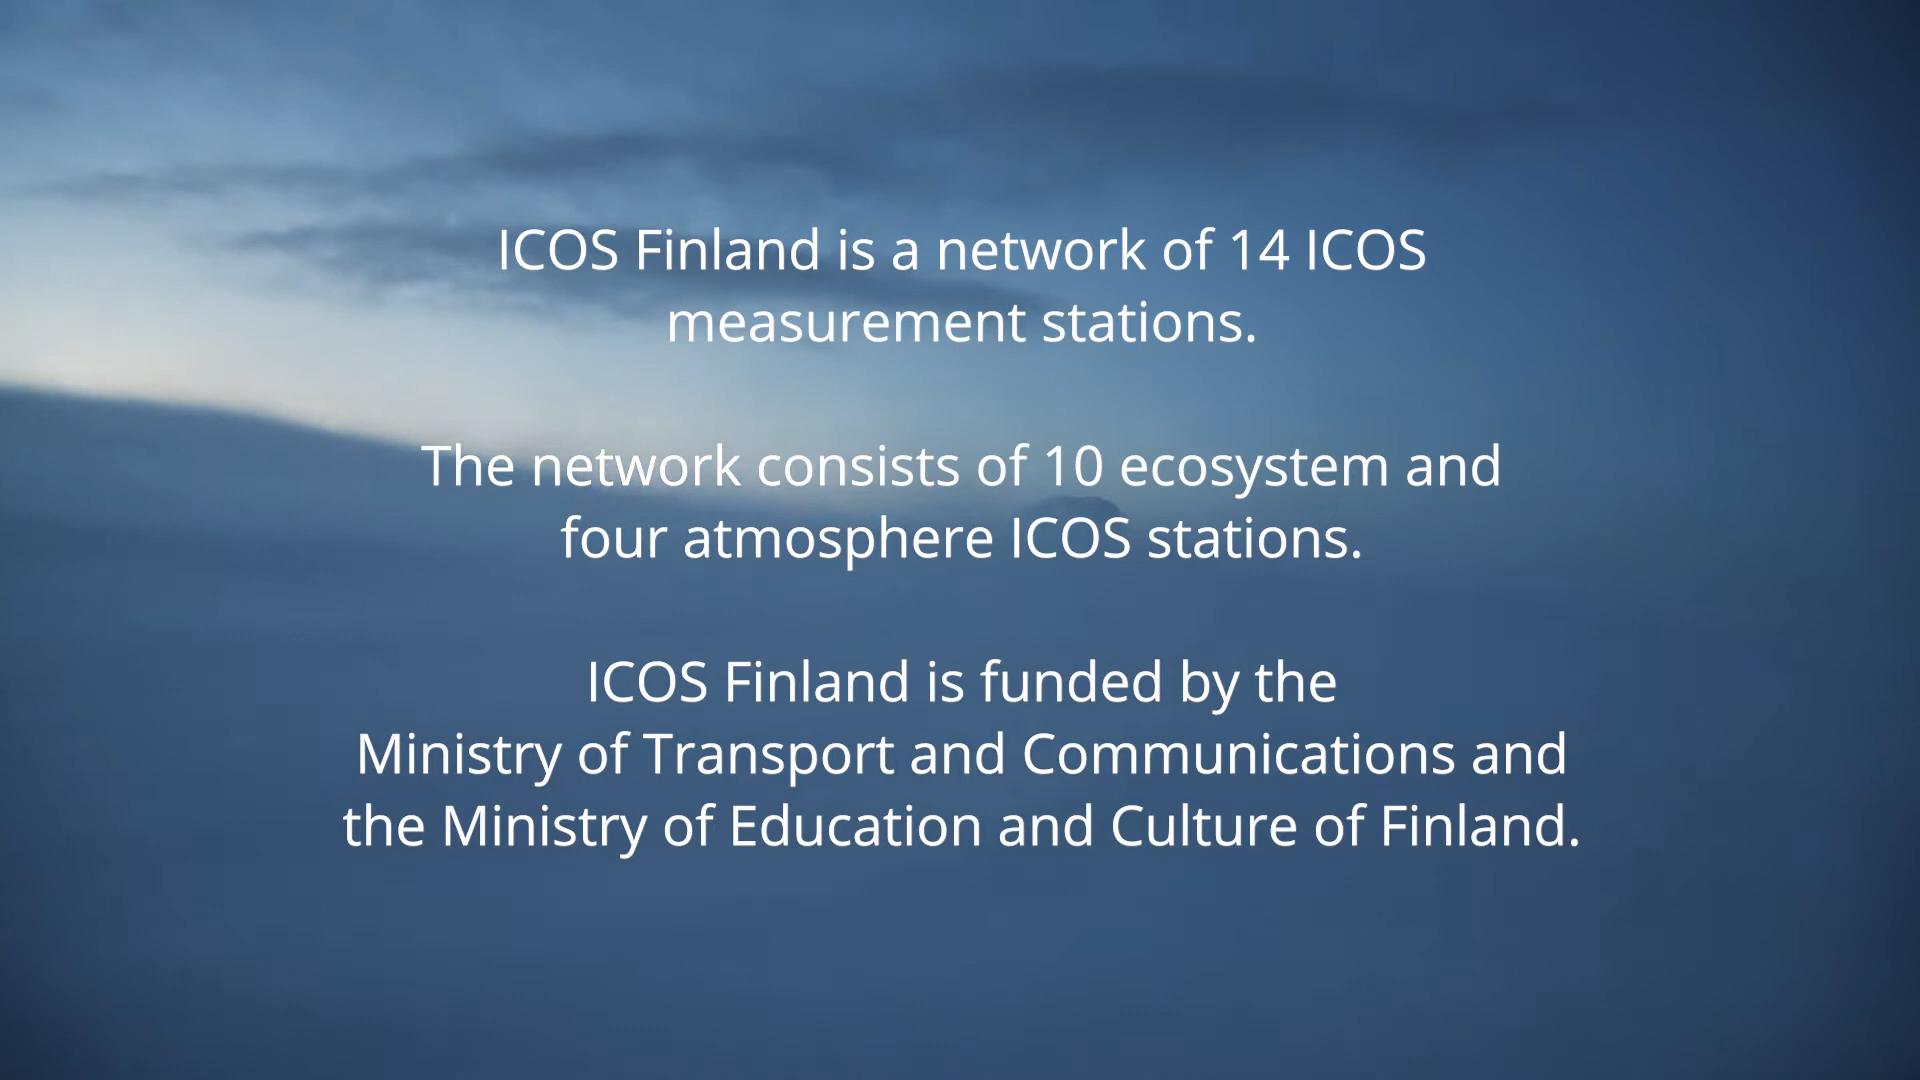 ICOS Finland is a network of 14 ICOS
measurement stations.
The network consists of 10 ecosystem and
four atmosphere ICOS stations.
ICOS Finland is funded by the
Ministry of Transport and Communications and
the Ministry of Education and Culture of Finland.